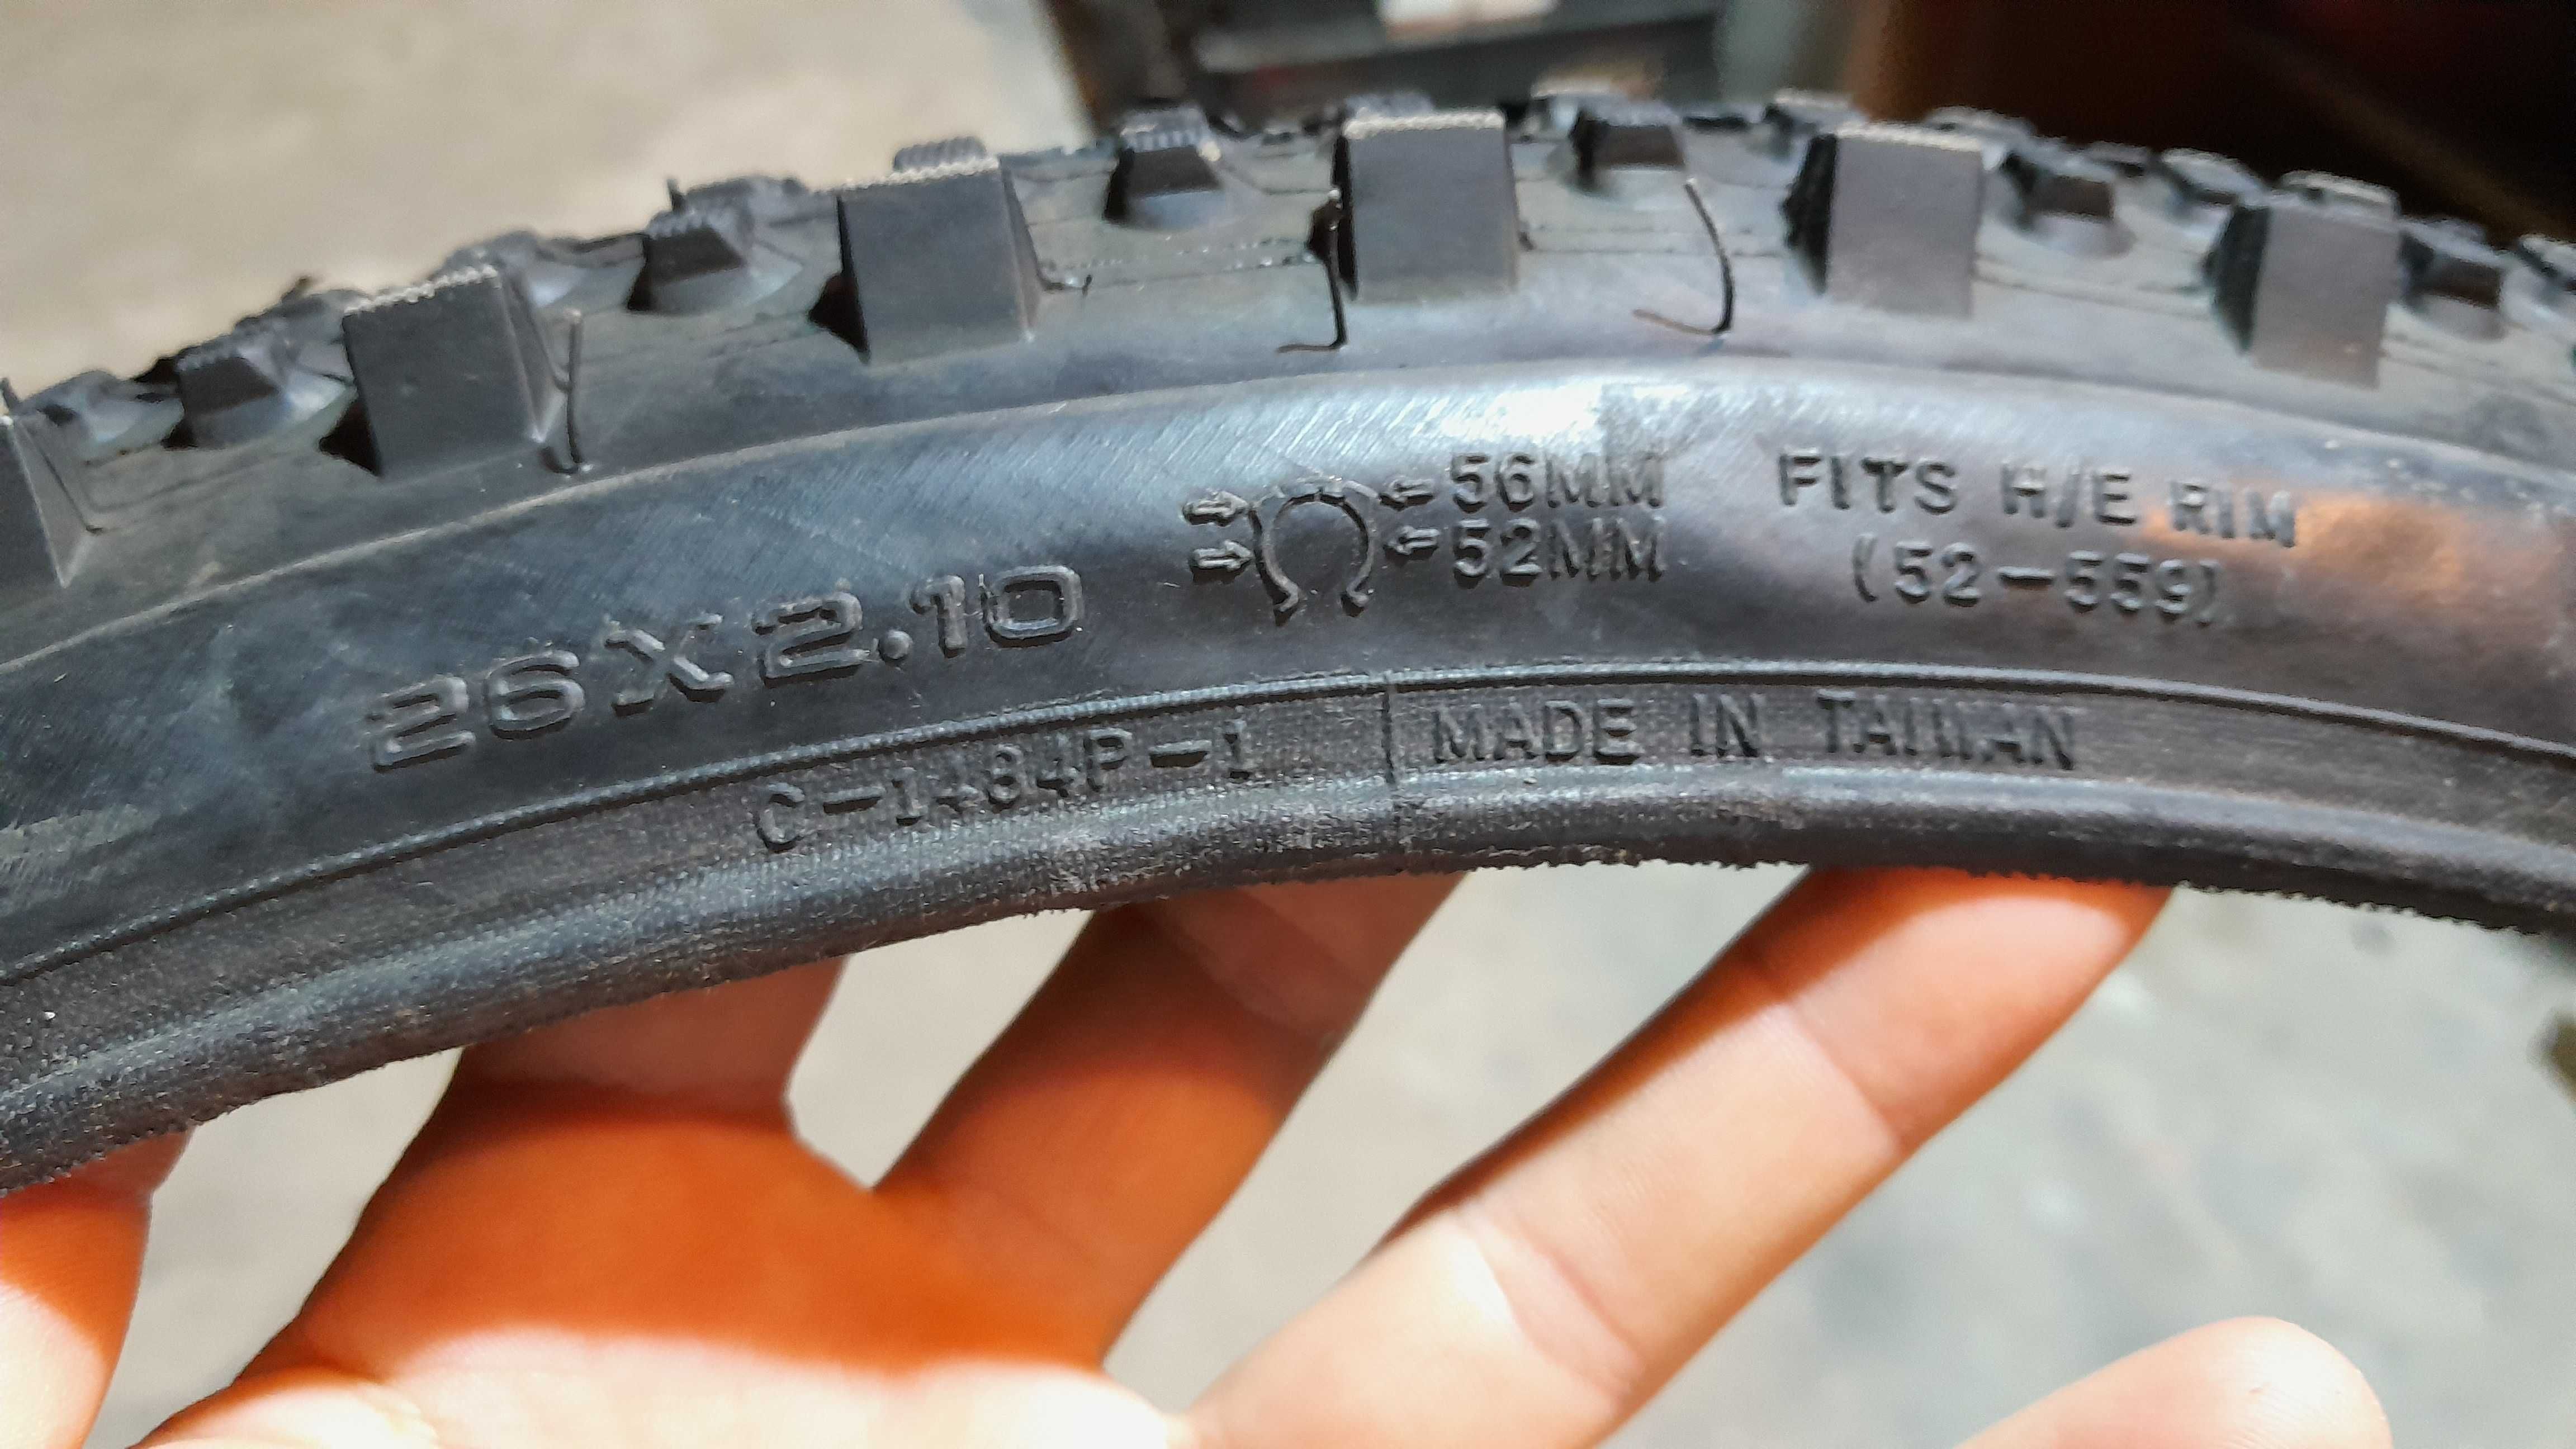 26X2.10
56MM
52MM
FITS H/E RIM
(52-559)
C-1484P-1
MADE IN TAIWAN